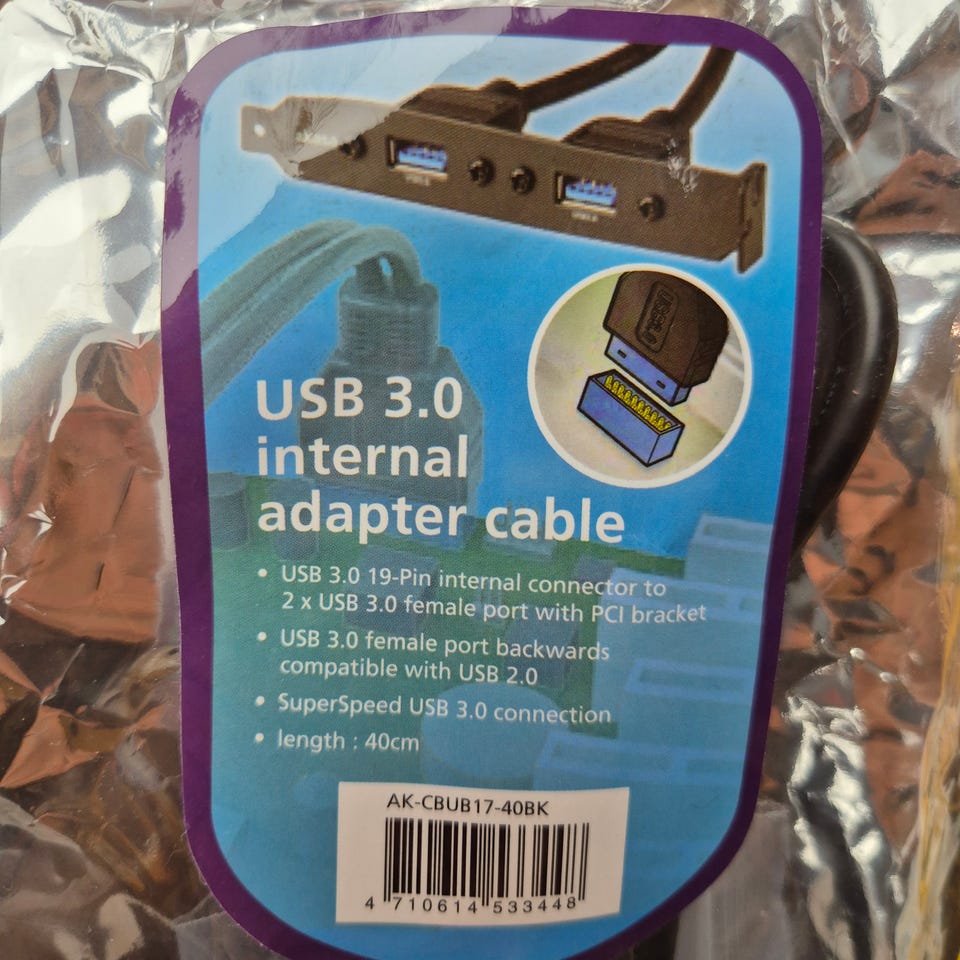 USB 3.0
internal
adapter cable
• USB 3.0 19-Pin internal connector to
2 x USB 3.0 female port with PCI bracket
• USB 3.0 female port backwards
compatible with USB 2.0
• SuperSpeed USB 3.0 connection
• length : 40cm
AK-CBUB17-40BK
4 710614 533448